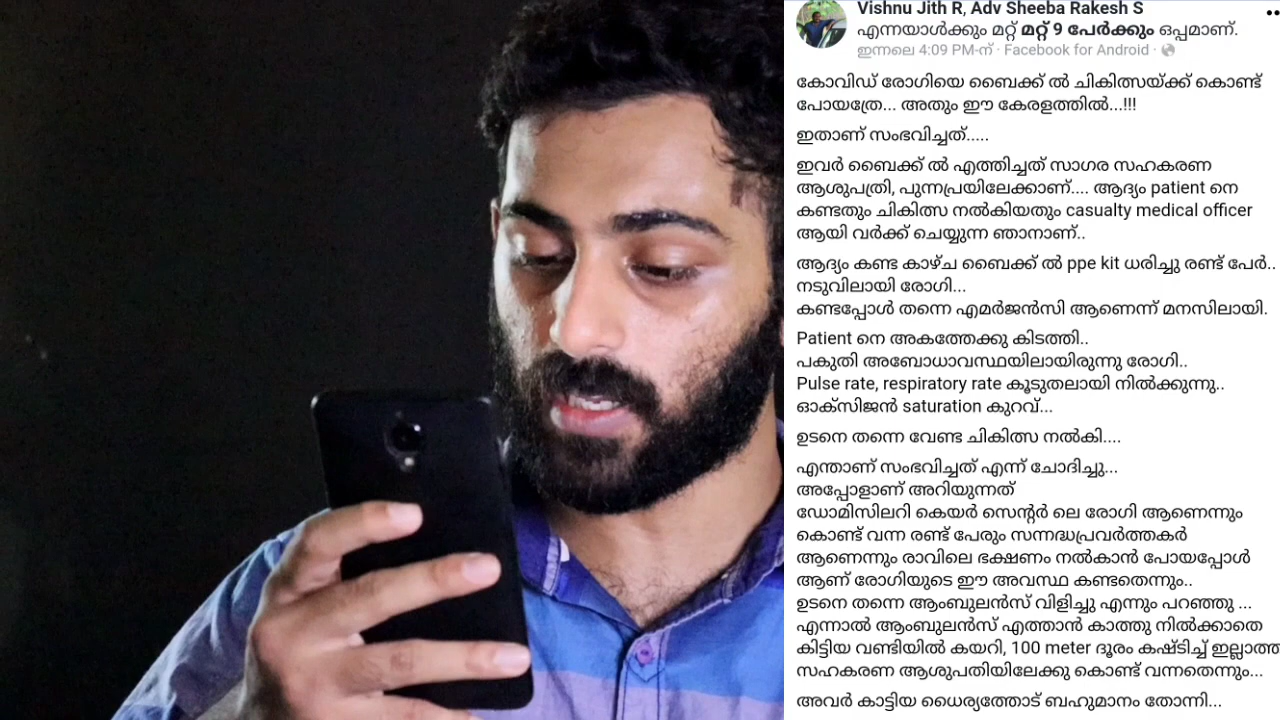 Vishnu Jith R, Adv Sheeba Rakesh S
എന്നയാൾക്കും മറ്റ് മറ്റ് 9 പേർക്കും ഒപ്പമാണ്.
ഇന്നലെ 4:09 PM-ന് · Facebook for Android ·
കോവിഡ് രോഗിയെ ബൈക്ക് ൽ ചികിത്സയ്ക്ക് കൊണ്ട്
പോയത്രേ... അതും ഈ കേരളത്തിൽ...!!!
ഇതാണ് സംഭവിച്ചത്.....
ഇവർ ബൈക്ക് ൽ എത്തിച്ചത് സാഗര സഹകരണ
ആശുപത്രി, പുന്നപ്രയിലേക്കാണ്.... ആദ്യം patient നെ
കണ്ടതും ചികിത്സ നൽകിയതും casualty medical officer
ആയി വർക്ക് ചെയ്യുന്ന ഞാനാണ്..
ആദ്യം കണ്ട കാഴ്ച ബൈക്ക് ൽ ppe kit ധരിച്ചു രണ്ട് പേർ..
നടുവിലായി രോഗി...
കണ്ടപ്പോൾ തന്നെ എമർജൻസി ആണെന്ന് മനസിലായി.
Patient നെ അകത്തേക്കു കിടത്തി..
പകുതി അബോധാവസ്ഥയിലായിരുന്നു രോഗി..
Pulse rate, respiratory rate കൂടുതലായി നിൽക്കുന്നു..
ഓക്സിജൻ saturation കുറവ്...
ഉടനെ തന്നെ വേണ്ട ചികിത്സ നൽകി....
എന്താണ് സംഭവിച്ചത് എന്ന് ചോദിച്ചു...
അപ്പോളാണ് അറിയുന്നത്
ഡോമിസിലറി കെയർ സെന്റർ ലെ രോഗി ആണെന്നും
കൊണ്ട് വന്ന രണ്ട് പേരും സന്നദ്ധപ്രവർത്തകർ
ആണെന്നും രാവിലെ ഭക്ഷണം നൽകാൻ പോയപ്പോൾ
ആണ് രോഗിയുടെ ഈ അവസ്ഥ കണ്ടതെന്നും..
ഉടനെ തന്നെ ആംബുലൻസ് വിളിച്ചു എന്നും പറഞ്ഞു ...
എന്നാൽ ആംബുലൻസ് എത്താൻ കാത്തു നിൽക്കാതെ
കിട്ടിയ വണ്ടിയിൽ കയറി, 100 meter ദൂരം കഷ്ടിച്ച് ഇല്ലാത്ത
സഹകരണ ആശുപതിയിലേക്കു കൊണ്ട് വന്നതെന്നും...
അവർ കാട്ടിയ ധൈര്യത്തോട് ബഹുമാനം തോന്നി...